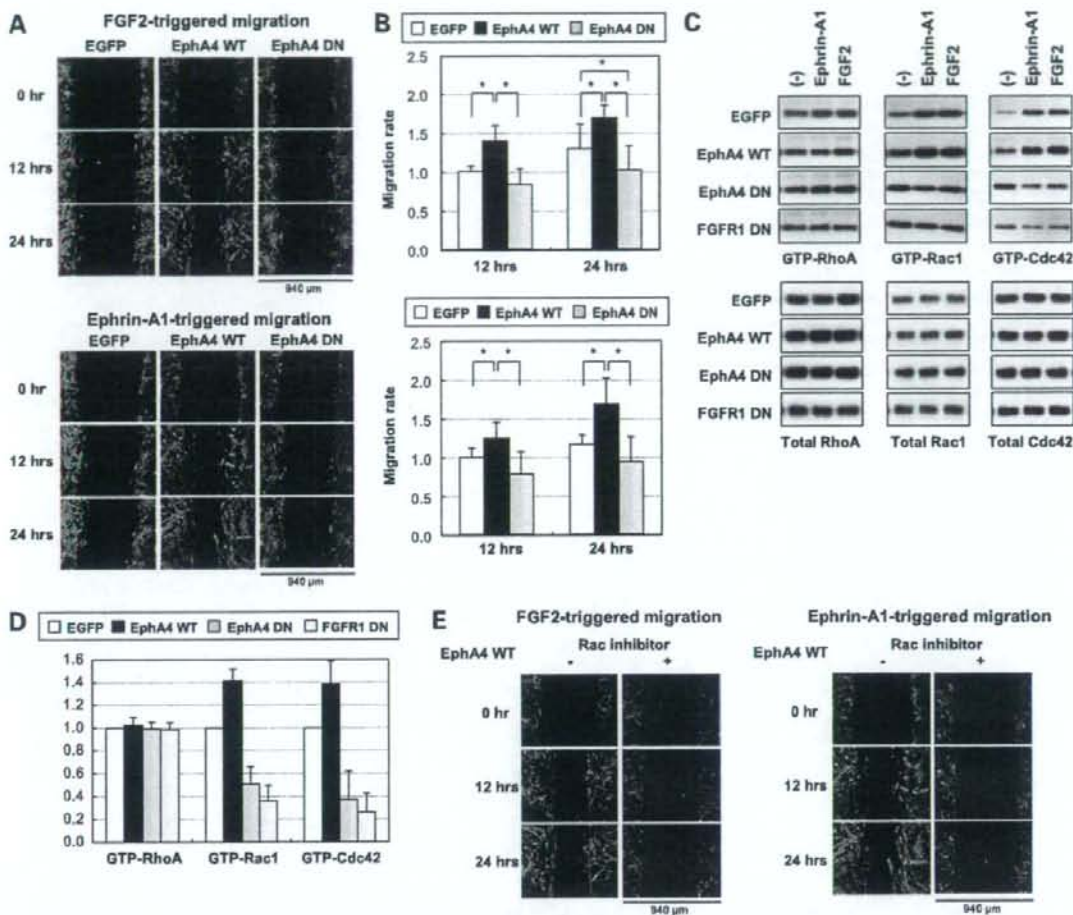 A
FGF2-triggered migration
EGFP EphA4 WT EphA4 DN
0 hr
12 hrs
24 hrs
940 µm
Ephrin-A1-triggered migration
EGFP EphA4 WT EphA4 DN
0 hr
12 hrs
24 hrs
940 µm
B
EGFP EphA4 WT EphA4 DN
Migration rate
2.5
2.0
1.5
1.0
0.5
0.0
* * * * *
12 hrs 24 hrs
EGFP EphA4 WT EphA4 DN
Migration rate
2.5
2.0
1.5
1.0
0.5
0.0
* * * *
12 hrs 24 hrs
C
(-) Ephrin-A1 FGF2 (-) Ephrin-A1 FGF2 (-) Ephrin-A1 FGF2
EGFP
EphA4 WT
EphA4 DN
FGFR1 DN
GTP-RhoA GTP-Rac1 GTP-Cdc42
EGFP
EphA4 WT
EphA4 DN
FGFR1 DN
Total RhoA Total Rac1 Total Cdc42
D
EGFP EphA4 WT EphA4 DN FGFR1 DN
1.6
1.4
1.2
1.0
0.8
0.6
0.4
0.2
0.0
GTP-RhoA GTP-Rac1 GTP-Cdc42
E
FGF2-triggered migration
EphA4 WT Rac inhibitor
- +
0 hr
12 hrs
24 hrs
940 µm
Ephrin-A1-triggered migration
EphA4 WT Rac inhibitor
- +
0 hr
12 hrs
24 hrs
940 µm